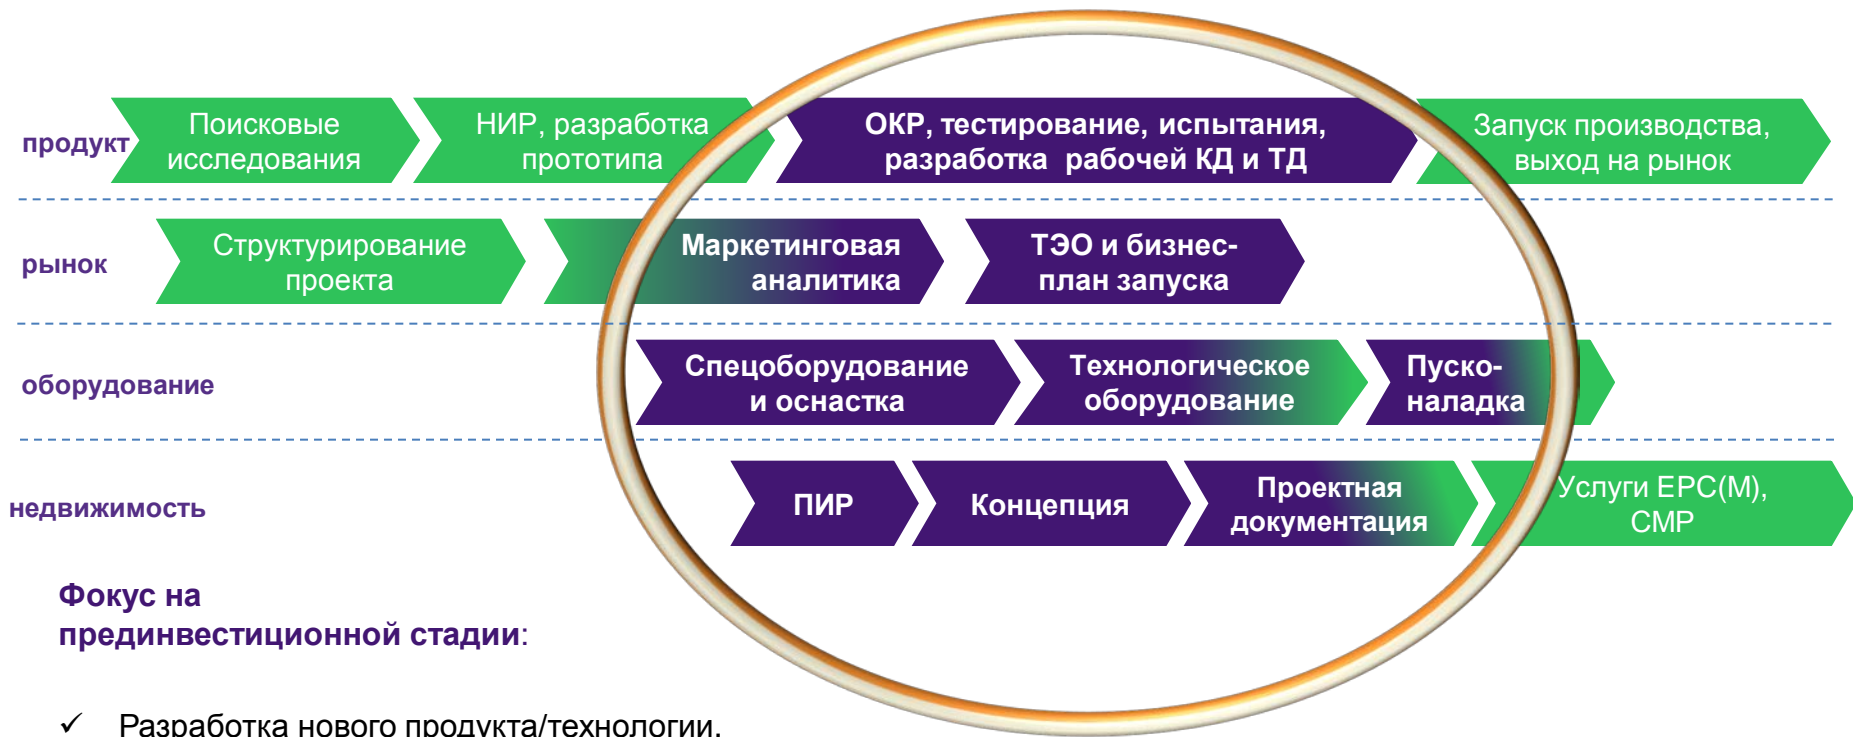 продукт
Поисковые
исследования
НИР, разработка
прототипа
ОКР, тестирование, испытания,
разработка рабочей КД и ТД
Запуск производства,
выход на рынок
рынок
Структурирование
проекта
Маркетинговая
аналитика
ТЭО и бизнес-
план запуска
оборудование
Спецоборудование
и оснастка
Технологическое
оборудование
Пуско-
наладка
недвижимость
ПИР
Концепция
Проектная
документация
Услуги EPC(M),
СМР
Фокус на
прединвестиционной стадии:
✓ Разработка нового продукта/технологии,